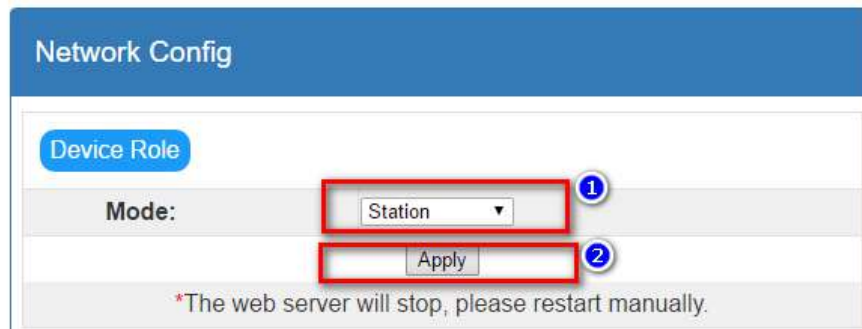 Network Config
Device Role
1
Mode: Station
Apply
2
*The web server will stop, please restart manually.